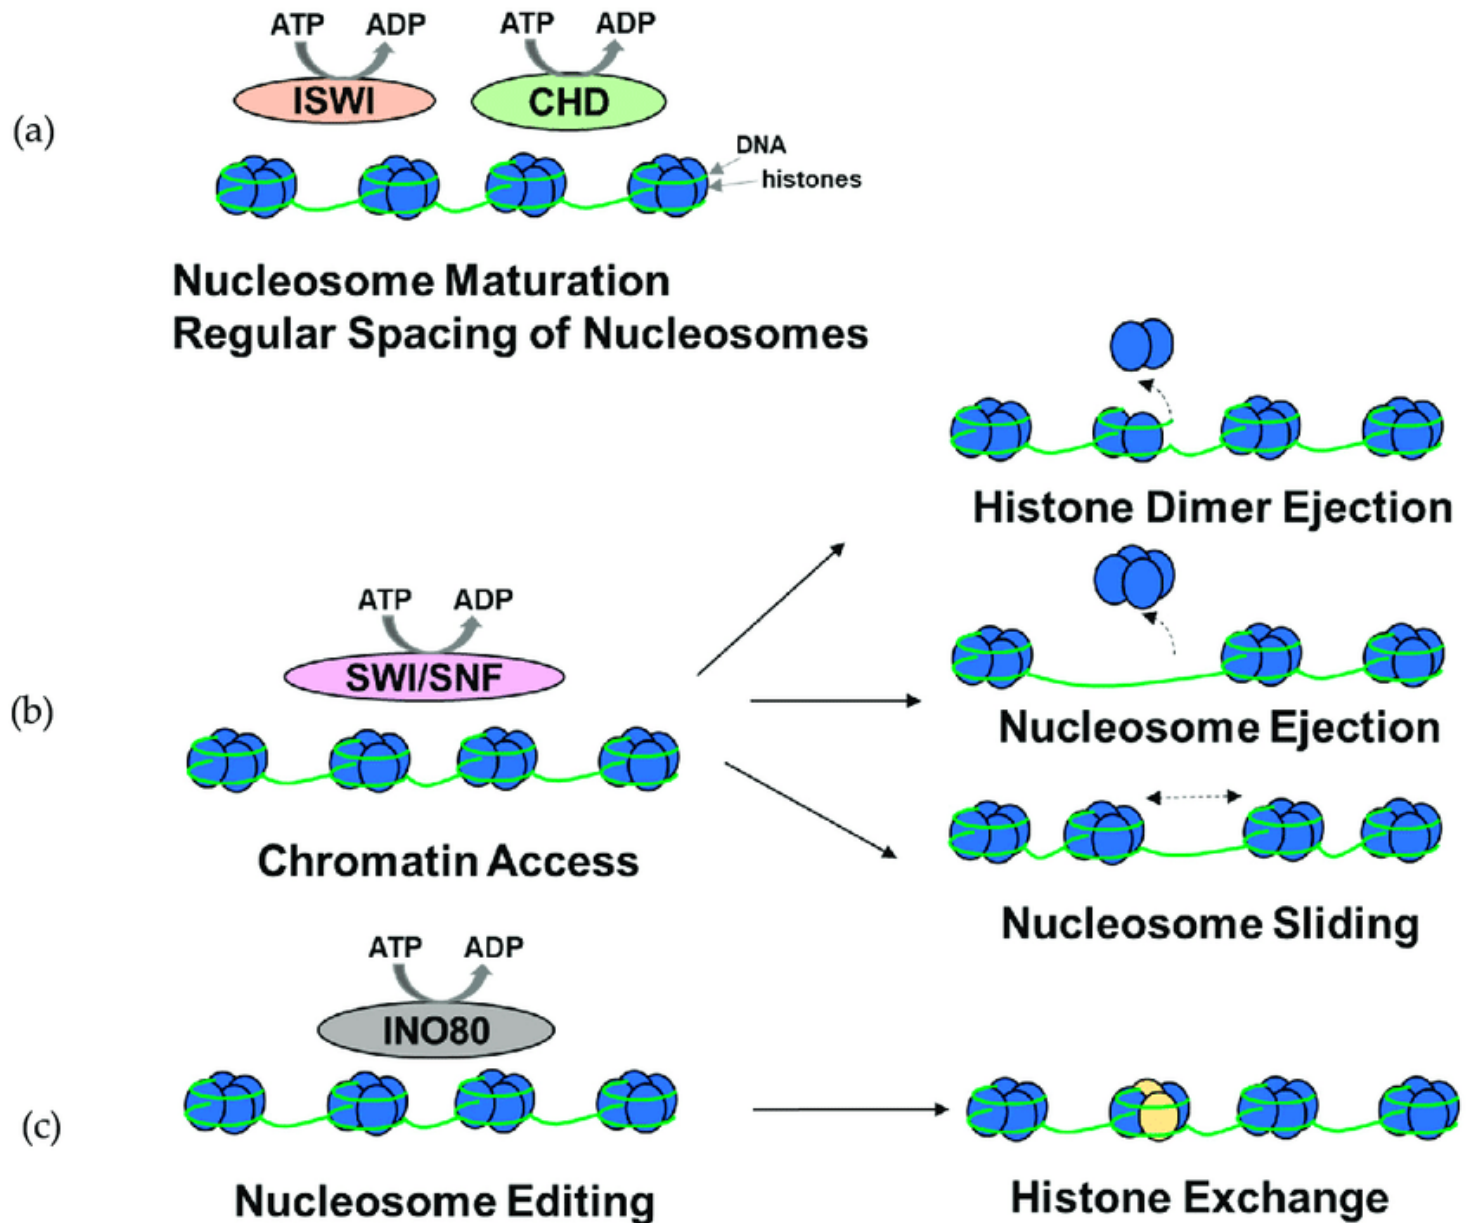 ATP ADP ATP ADP
ISWI CHD
(a)
DNA
histones
Nucleosome Maturation
Regular Spacing of Nucleosomes
Histone Dimer Ejection
ATP ADP
SWI/SNF
(b)
Nucleosome Ejection
Chromatin Access
Nucleosome Sliding
ATP ADP
INO80
(c)
Nucleosome Editing
Histone Exchange